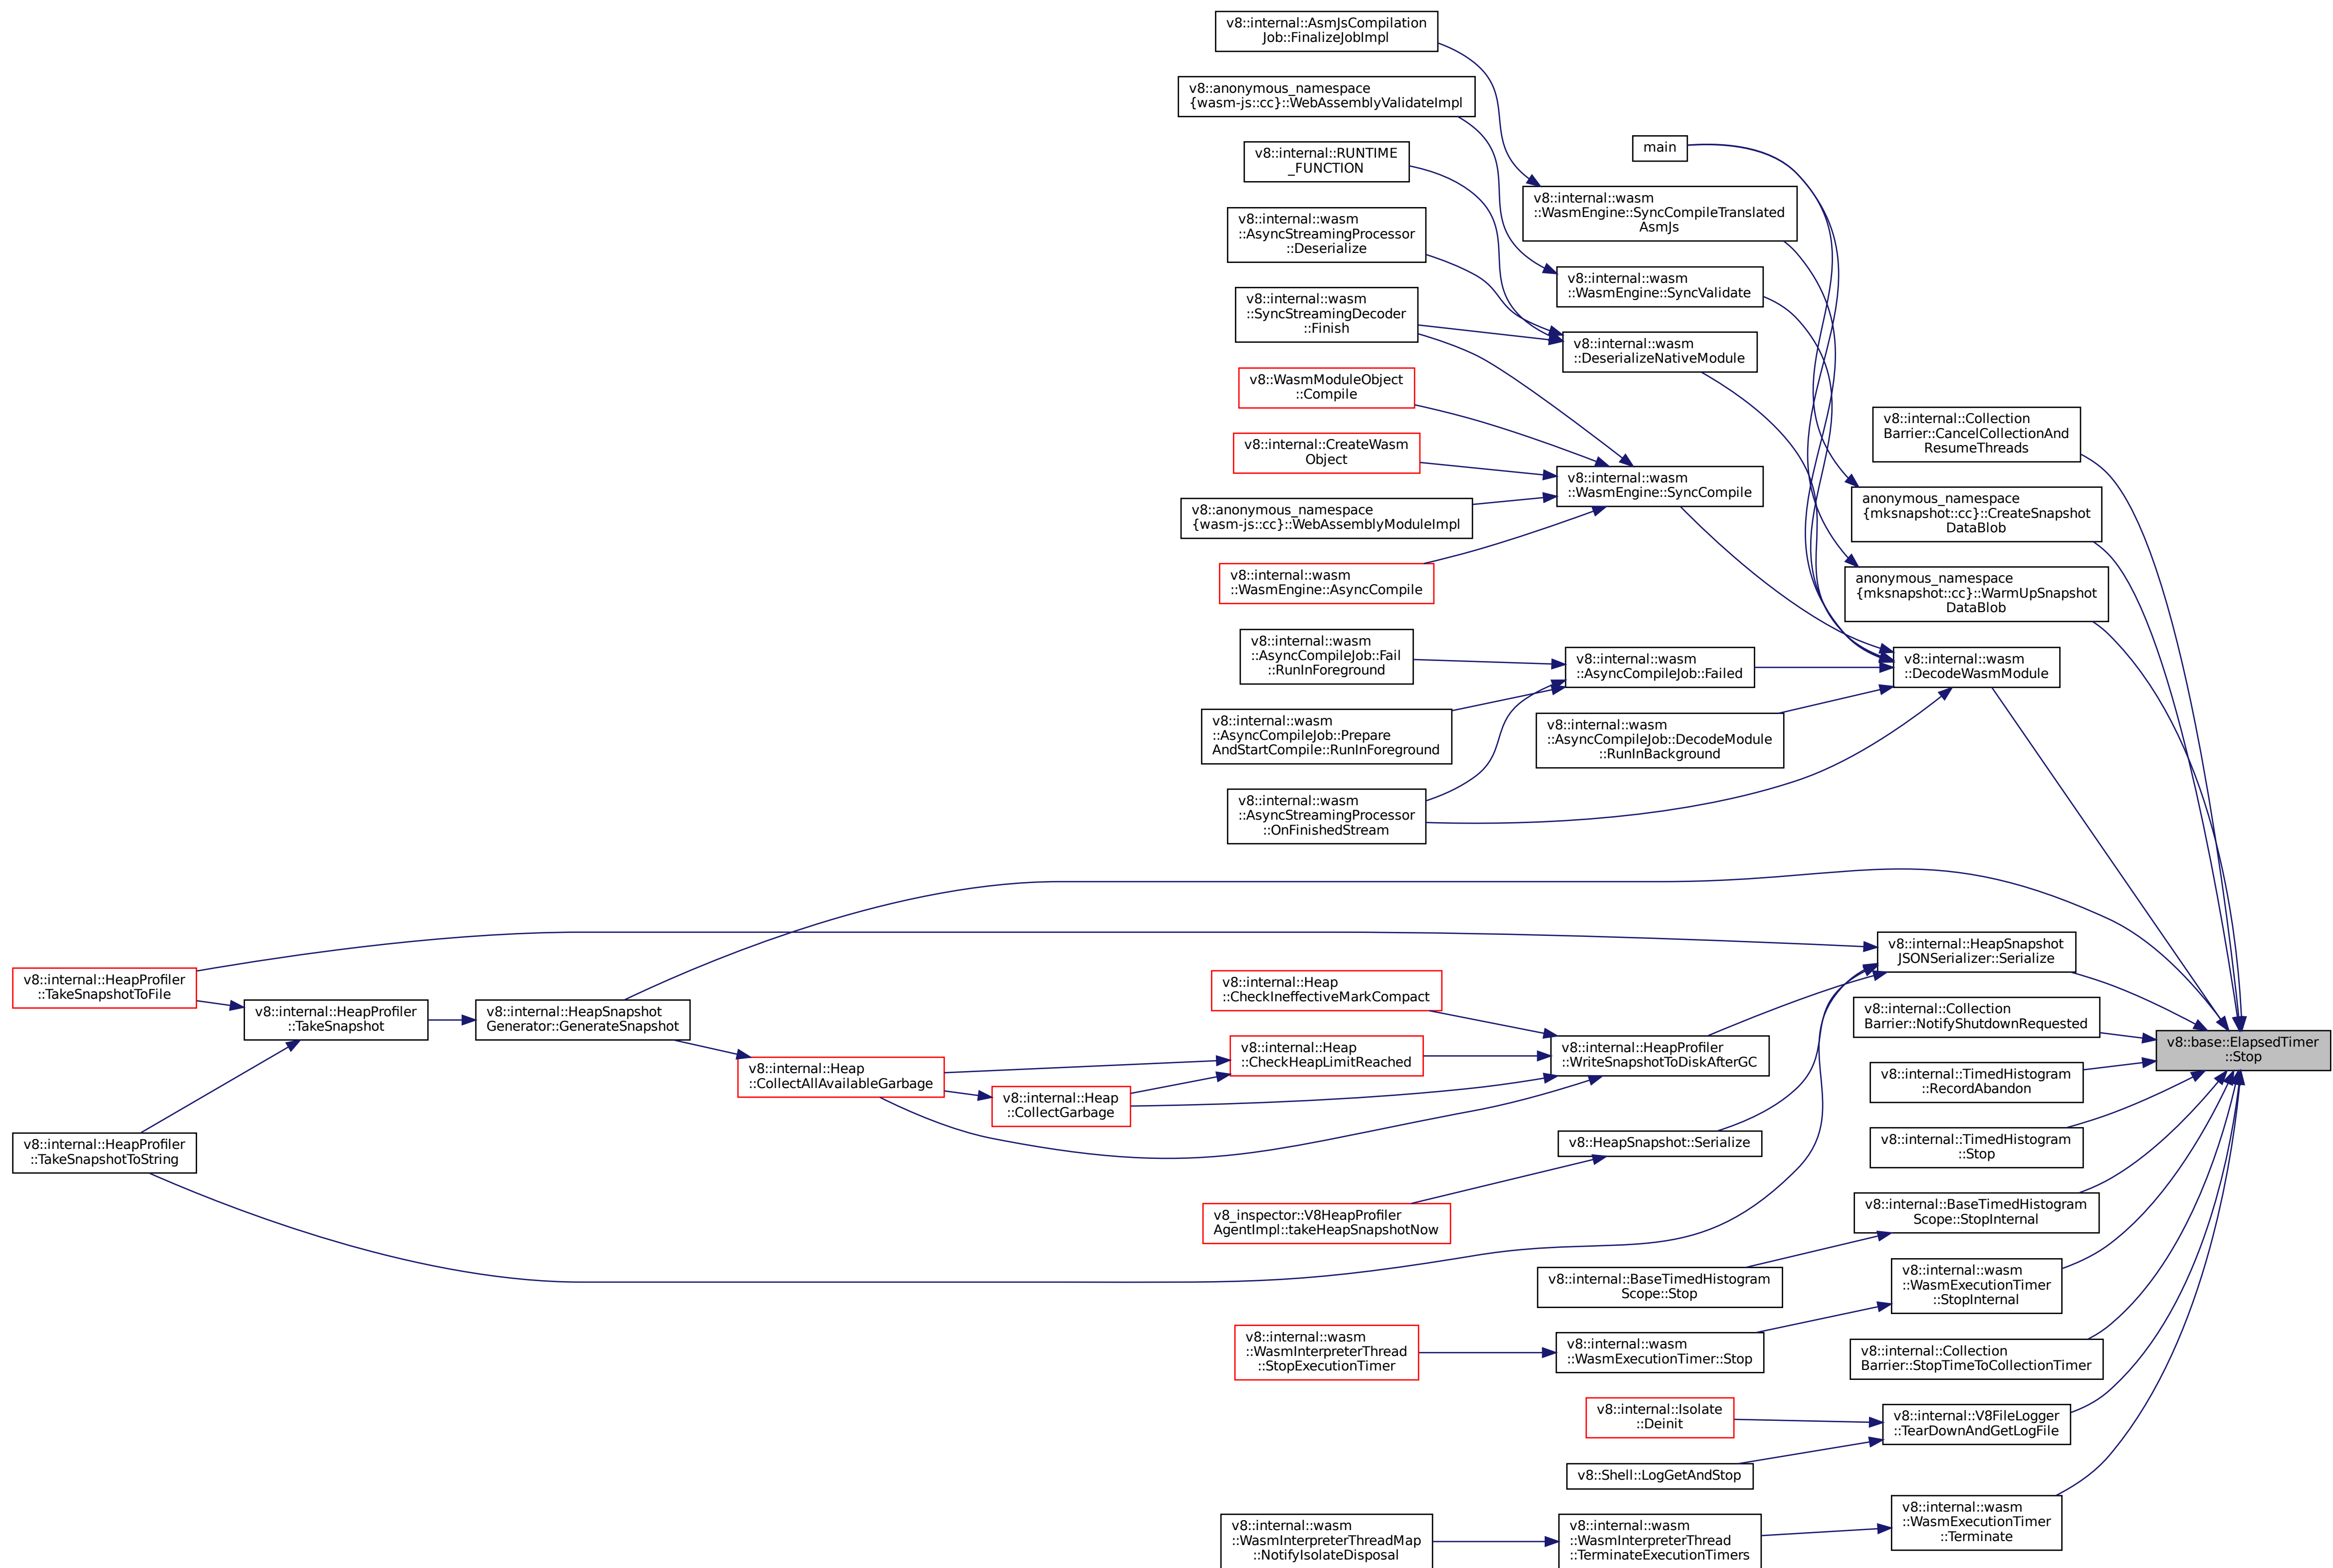 v8::internal::AsmJsCompilation
Job::FinalizeJobImpl
v8::anonymous_namespace
{wasm-js::cc}::WebAssemblyValidateImpl
main
v8::internal::RUNTIME
_FUNCTION
v8::internal::wasm
::WasmEngine::SyncCompileTranslated
AsmJs
v8::internal::wasm
::AsyncStreamingProcessor
::Deserialize
v8::internal::wasm
::WasmEngine::SyncValidate
v8::internal::wasm
::SyncStreamingDecoder
::Finish
v8::internal::wasm
::DeserializeNativeModule
v8::WasmModuleObject
::Compile
v8::internal::Collection
Barrier::CancelCollectionAnd
ResumeThreads
v8::internal::CreateWasm
Object
v8::internal::wasm
::WasmEngine::SyncCompile
v8::anonymous_namespace
{wasm-js::cc}::WebAssemblyModuleImpl
anonymous_namespace
{mksnapshot::cc}::CreateSnapshot
DataBlob
v8::internal::wasm
::WasmEngine::AsyncCompile
anonymous_namespace
{mksnapshot::cc}::WarmUpSnapshot
DataBlob
v8::internal::wasm
::AsyncCompileJob::Fail
::RunInForeground
v8::internal::wasm
::AsyncCompileJob::Failed
v8::internal::wasm
::DecodeWasmModule
v8::internal::wasm
::AsyncCompileJob::Prepare
AndStartCompile::RunInForeground
v8::internal::wasm
::AsyncCompileJob::DecodeModule
::RunInBackground
v8::internal::wasm
::AsyncStreamingProcessor
::OnFinishedStream
v8::internal::HeapSnapshot
JSONSerializer::Serialize
v8::internal::HeapProfiler
::TakeSnapshotToFile
v8::internal::HeapProfiler
::TakeSnapshot
v8::internal::HeapSnapshot
Generator::GenerateSnapshot
v8::internal::Heap
::CheckIneffectiveMarkCompact
v8::internal::Collection
Barrier::NotifyShutdownRequested
v8::internal::Heap
::CollectAllAvailableGarbage
v8::internal::Heap
::CheckHeapLimitReached
v8::internal::HeapProfiler
::WriteSnapshotToDiskAfterGC
v8::base::ElapsedTimer
::Stop
v8::internal::Heap
::CollectGarbage
v8::internal::TimedHistogram
::RecordAbandon
v8::internal::HeapProfiler
::TakeSnapshotToString
v8::HeapSnapshot::Serialize
v8::internal::TimedHistogram
::Stop
v8_inspector::V8HeapProfiler
AgentImpl::takeHeapSnapshotNow
v8::internal::BaseTimedHistogram
Scope::StopInternal
v8::internal::BaseTimedHistogram
Scope::Stop
v8::internal::wasm
::WasmExecutionTimer
::StopInternal
v8::internal::wasm
::WasmInterpreterThread
::StopExecutionTimer
v8::internal::wasm
::WasmExecutionTimer::Stop
v8::internal::Collection
Barrier::StopTimeToCollectionTimer
v8::internal::Isolate
::Deinit
v8::internal::V8FileLogger
::TearDownAndGetLogFile
v8::Shell::LogGetAndStop
v8::internal::wasm
::WasmExecutionTimer
::Terminate
v8::internal::wasm
::WasmInterpreterThreadMap
::NotifyIsolateDisposal
v8::internal::wasm
::WasmInterpreterThread
::TerminateExecutionTimers